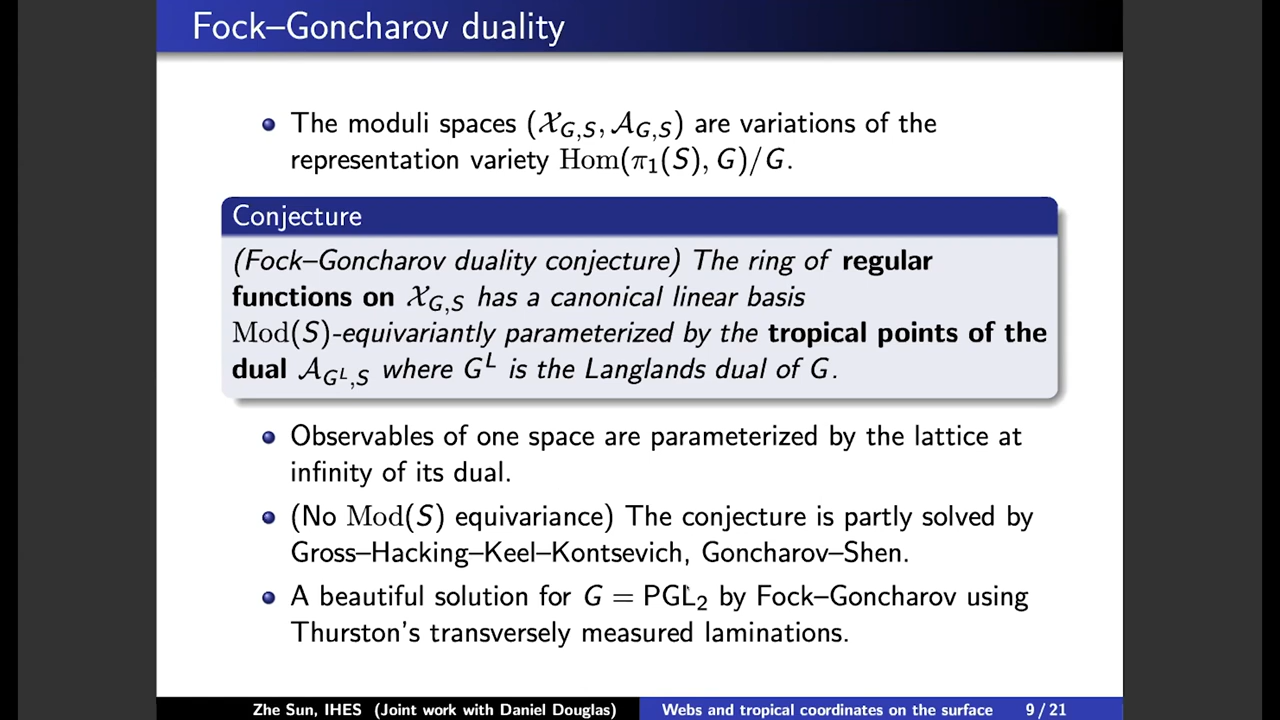 Fock–Goncharov duality
The moduli spaces (𝒳_{G,S}, 𝒜_{G,S}) are variations of the
representation variety Hom(π₁(S), G)/G.
Conjecture
(Fock–Goncharov duality conjecture) The ring of regular
functions on 𝒳_{G,S} has a canonical linear basis
Mod(S)-equivariantly parameterized by the tropical points of the
dual 𝒜_{G^L,S} where G^L is the Langlands dual of G.
Observables of one space are parameterized by the lattice at
infinity of its dual.
(No Mod(S) equivariance) The conjecture is partly solved by
Gross–Hacking–Keel–Kontsevich, Goncharov–Shen.
A beautiful solution for G = PGL₂ by Fock–Goncharov using
Thurston's transversely measured laminations.
Zhe Sun, IHES (Joint work with Daniel Douglas) Webs and tropical coordinates on the surface 9 / 21